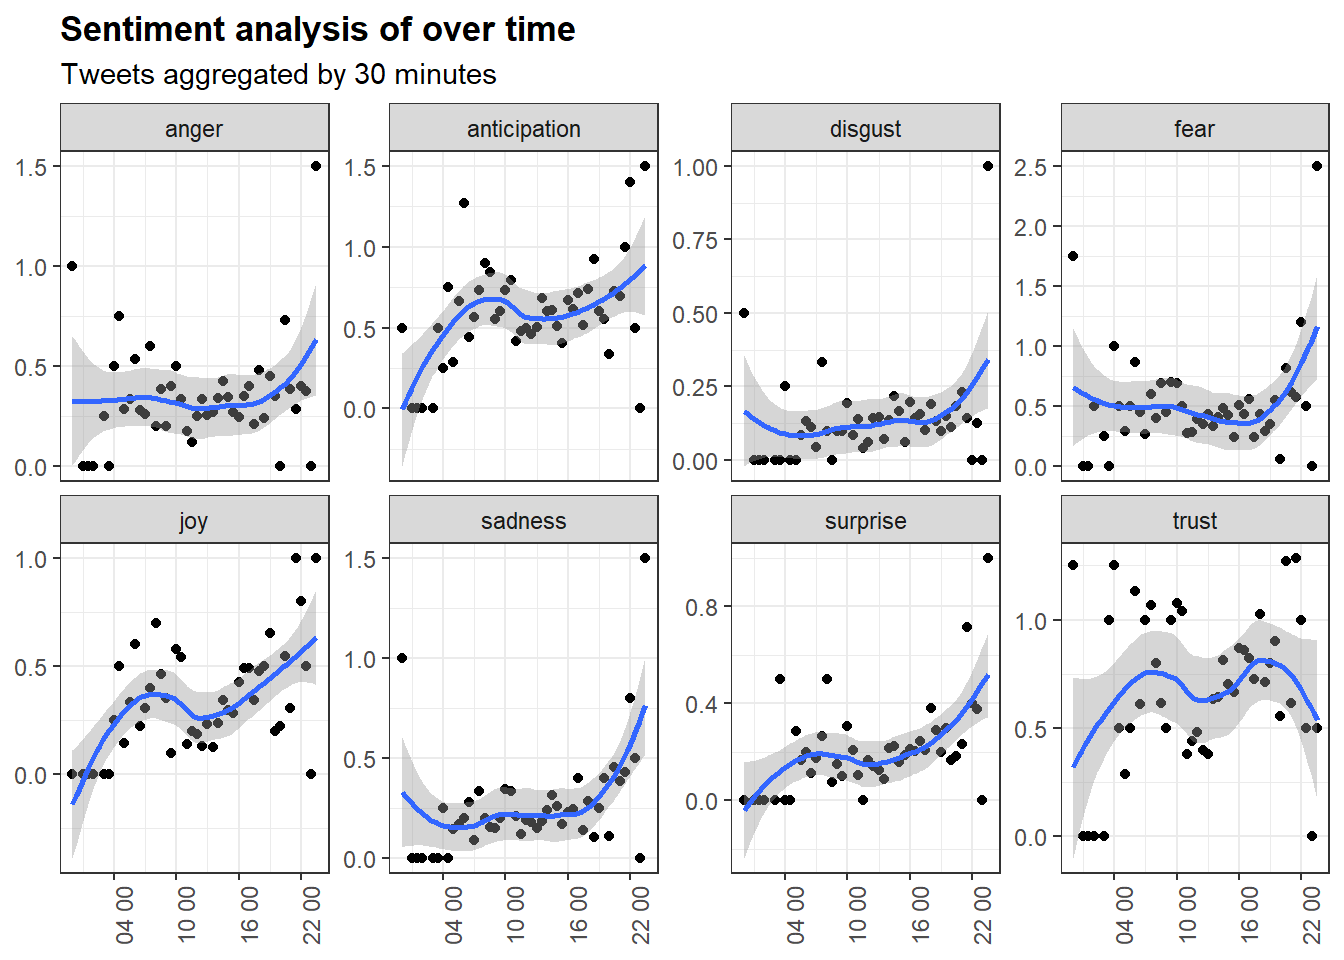 Sentiment analysis of over time
Tweets aggregated by 30 minutes
anger anticipation disgust fear
1.5 1.5 1.00 2.5
2.0
0.75
1.0 1.0
1.5
0.50
0.5 0.5 1.0
0.25
0.5
0.0
0.0 0.00 0.0
joy sadness surprise trust
1.0 1.5
0.8
1.0 1.0
0.5
0.4
0.5 0.5
0.0
0.0 0.0 0.0
04 00 10 00 16 00 22 00 04 00 10 00 16 00 22 00 04 00 10 00 16 00 22 00 04 00 10 00 16 00 22 00